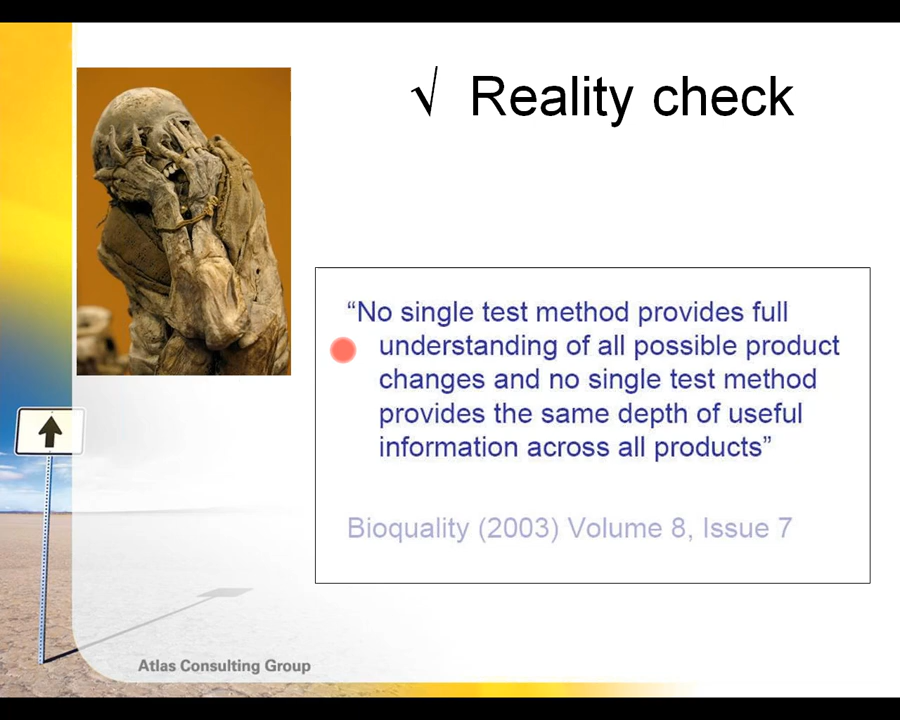 √ Reality check
“No single test method provides full
understanding of all possible product
changes and no single test method
provides the same depth of useful
information across all products”
Bioquality (2003) Volume 8, Issue 7
Atlas Consulting Group